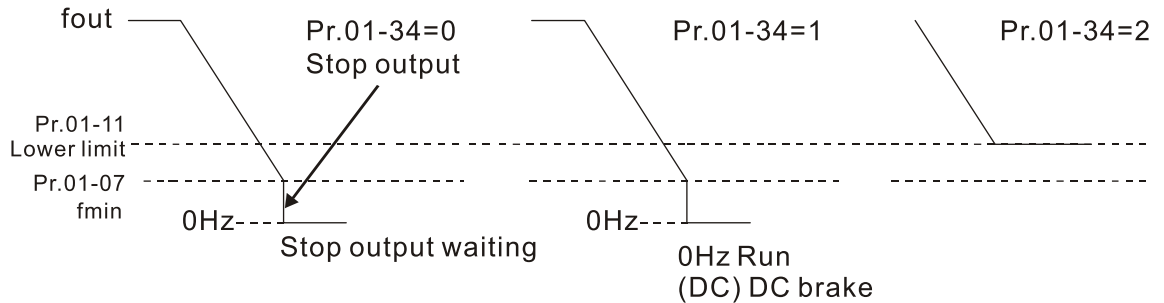 fout
Pr.01-34=0
Stop output
Pr.01-34=1
Pr.01-34=2
Pr.01-11
Lower limit
Pr.01-07
fmin
0Hz
Stop output waiting
0Hz
0Hz Run
(DC) DC brake